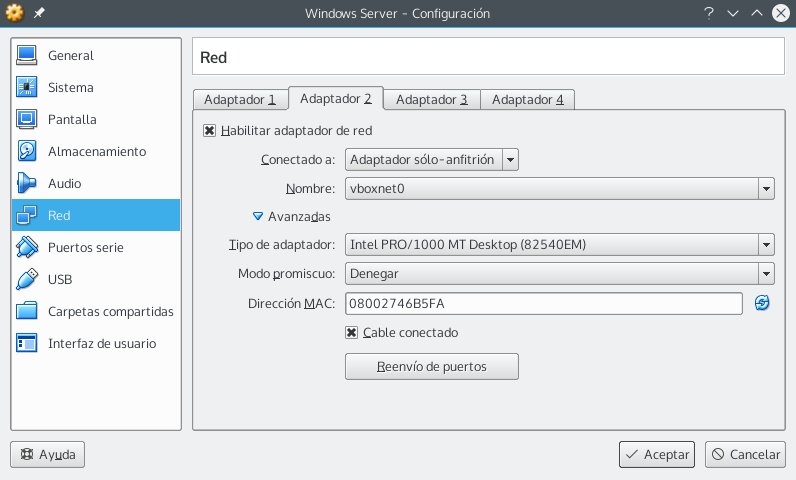 Windows Server - Configuración
General
Sistema
Pantalla
Almacenamiento
Audio
Red
Puertos serie
USB
Carpetas compartidas
Interfaz de usuario
Red
Adaptador 1 Adaptador 2 Adaptador 3 Adaptador 4
Habilitar adaptador de red
Conectado a: Adaptador sólo-anfitrión
Nombre: vboxnet0
Avanzadas
Tipo de adaptador: Intel PRO/1000 MT Desktop (82540EM)
Modo promiscuo: Denegar
Dirección MAC: 08002746B5FA
Cable conectado
Reenvío de puertos
Ayuda Aceptar Cancelar